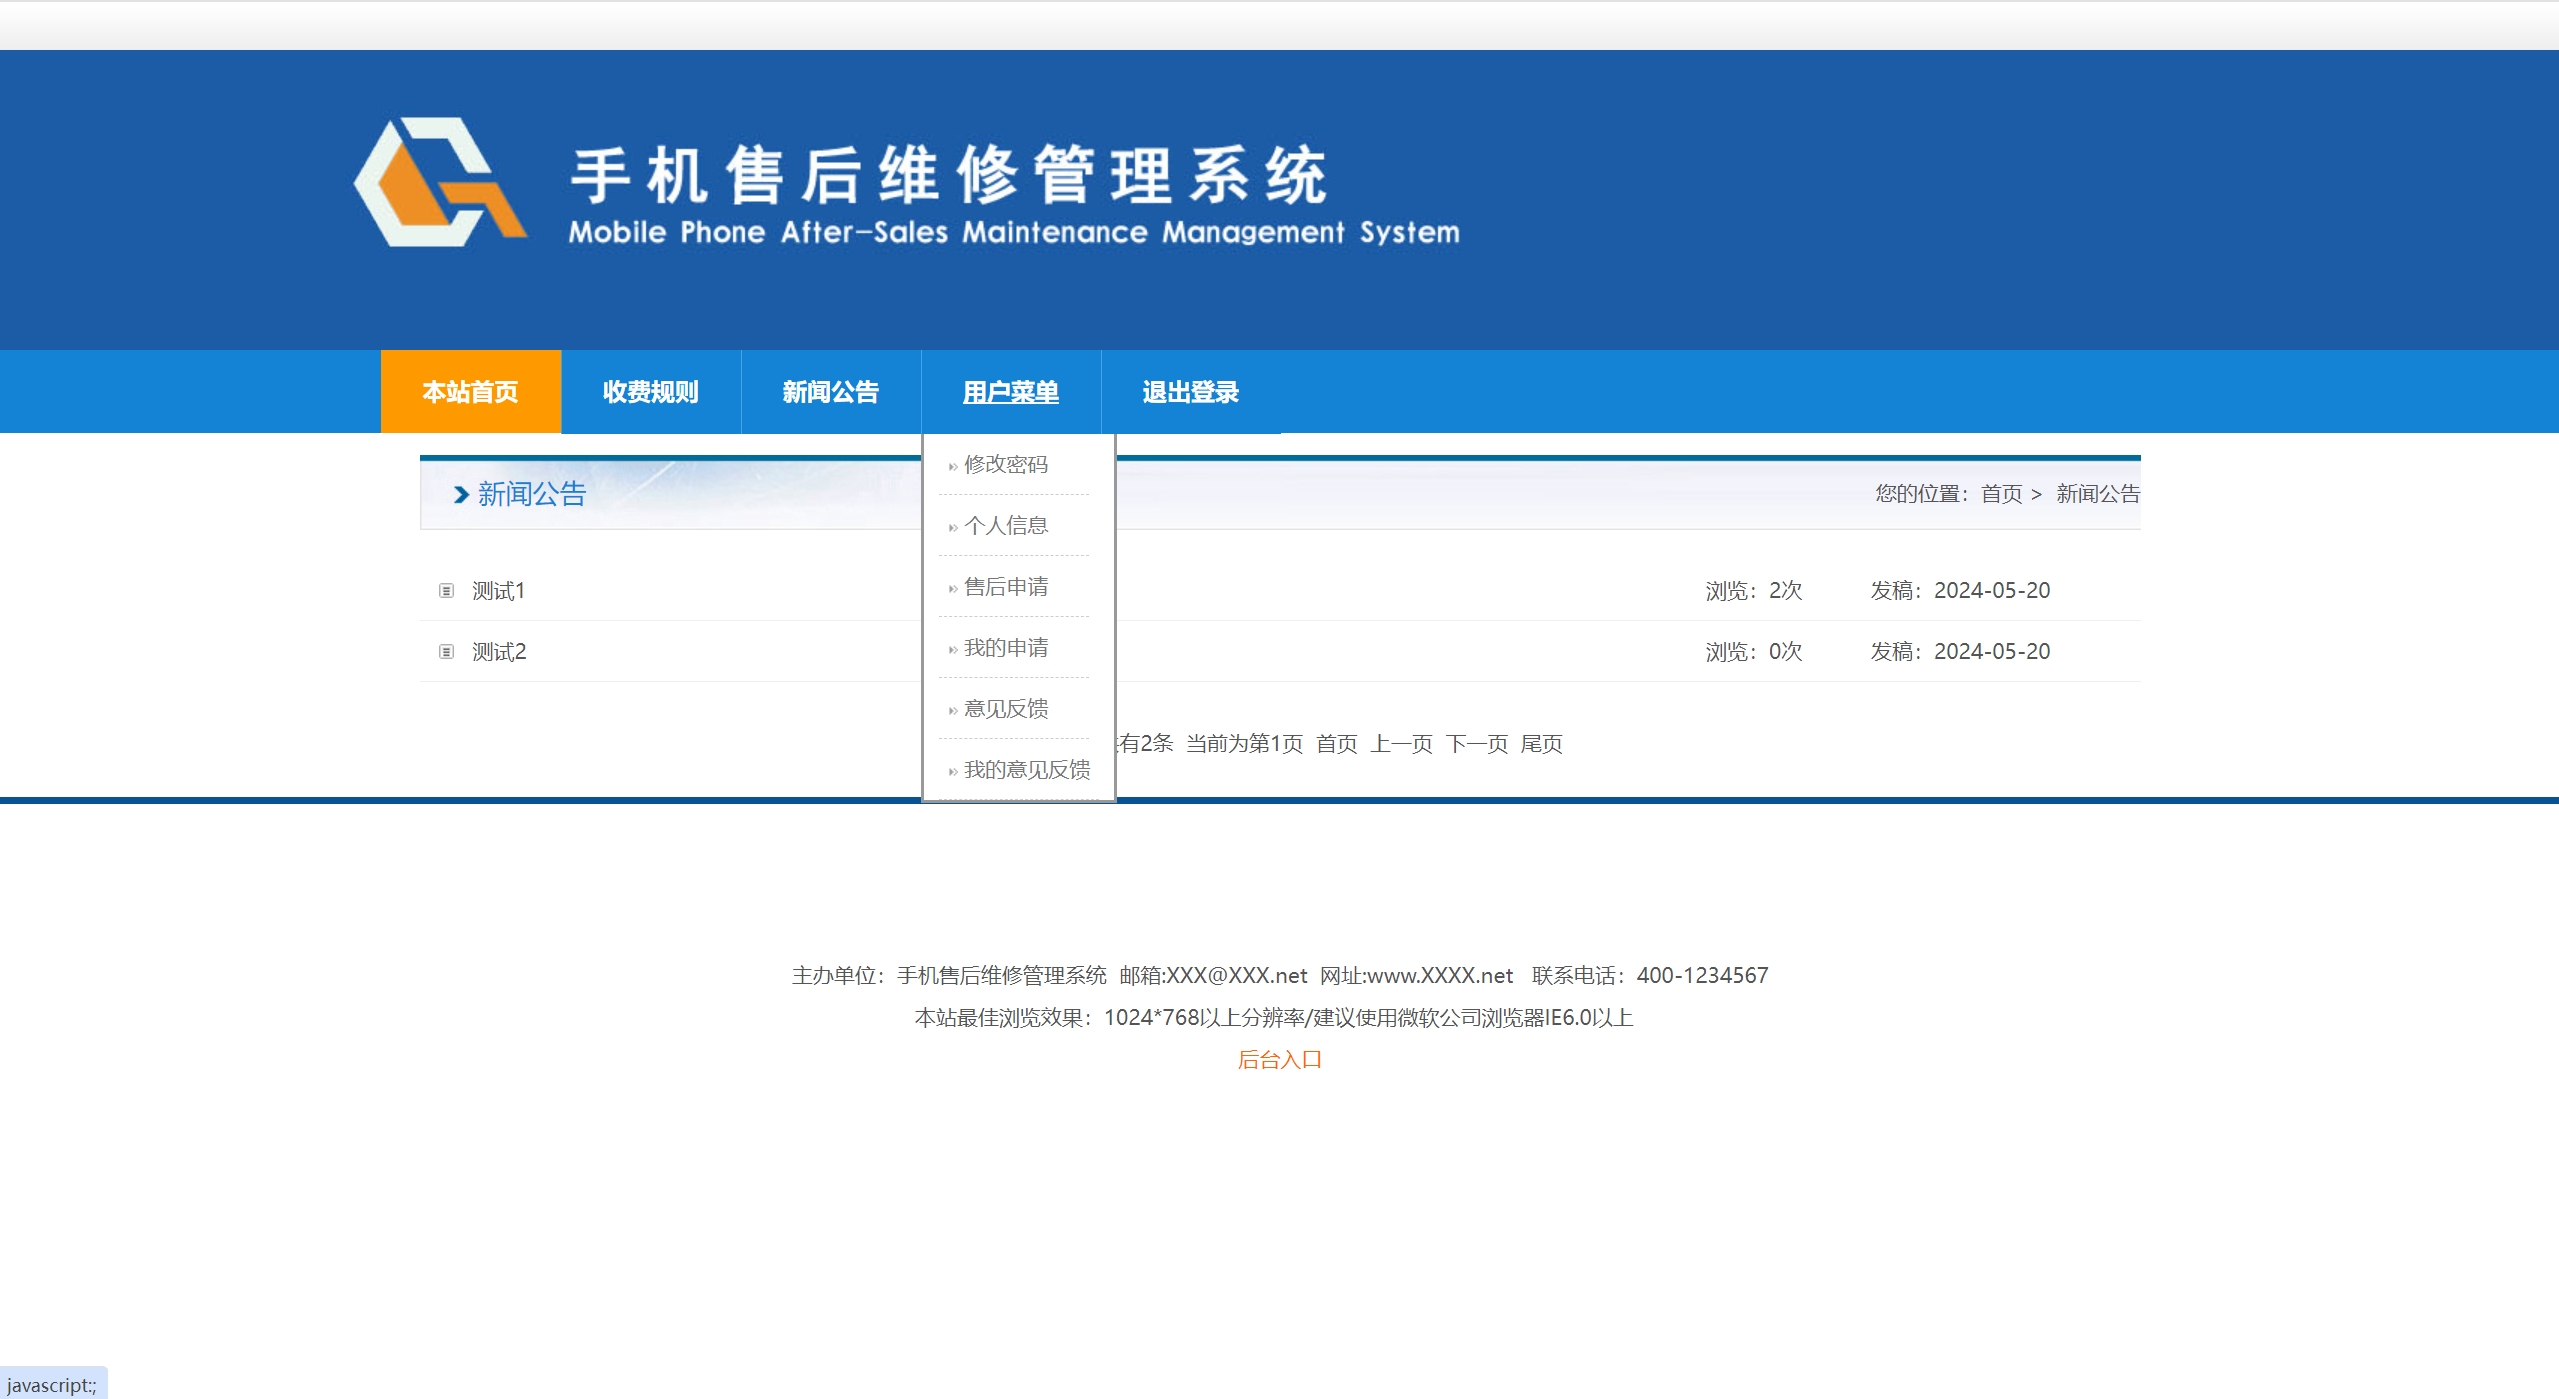 手机售后维修管理系统
Mobile Phone After-Sales Maintenance Management System
本站首页 收费规则 新闻公告 用户菜单 退出登录
修改密码
个人信息
售后申请
我的申请
意见反馈
我的意见反馈
新闻公告 您的位置：首页 > 新闻公告
测试1 浏览：2次 发稿：2024-05-20
测试2 浏览：0次 发稿：2024-05-20
有2条 当前为第1页 首页 上一页 下一页 尾页
主办单位：手机售后维修管理系统 邮箱:XXX@XXX.net 网址:www.XXXX.net 联系电话：400-1234567
本站最佳浏览效果：1024*768以上分辨率/建议使用微软公司浏览器IE6.0以上
后台入口
javascript:;